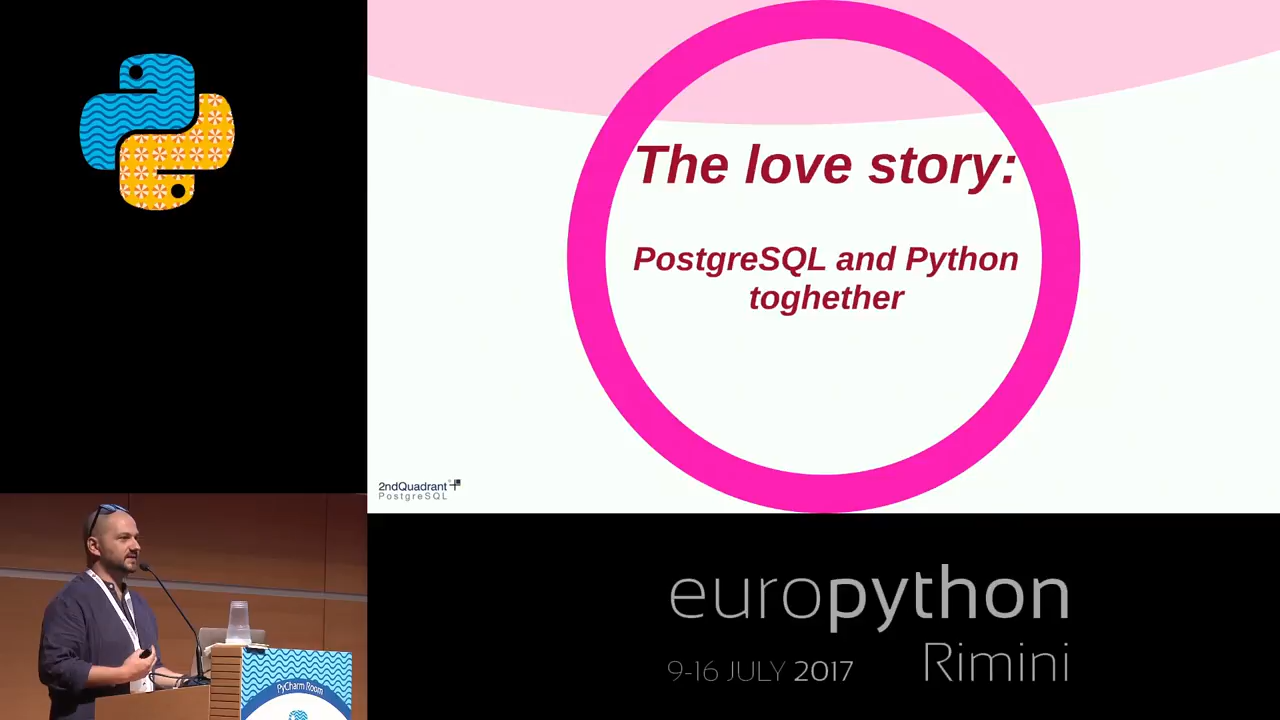 The love story:
PostgreSQL and Python
toghether
2ndQuadrant
PostgreSQL
europython
Rimini
9-16 JULY 2017
PyCharm Room